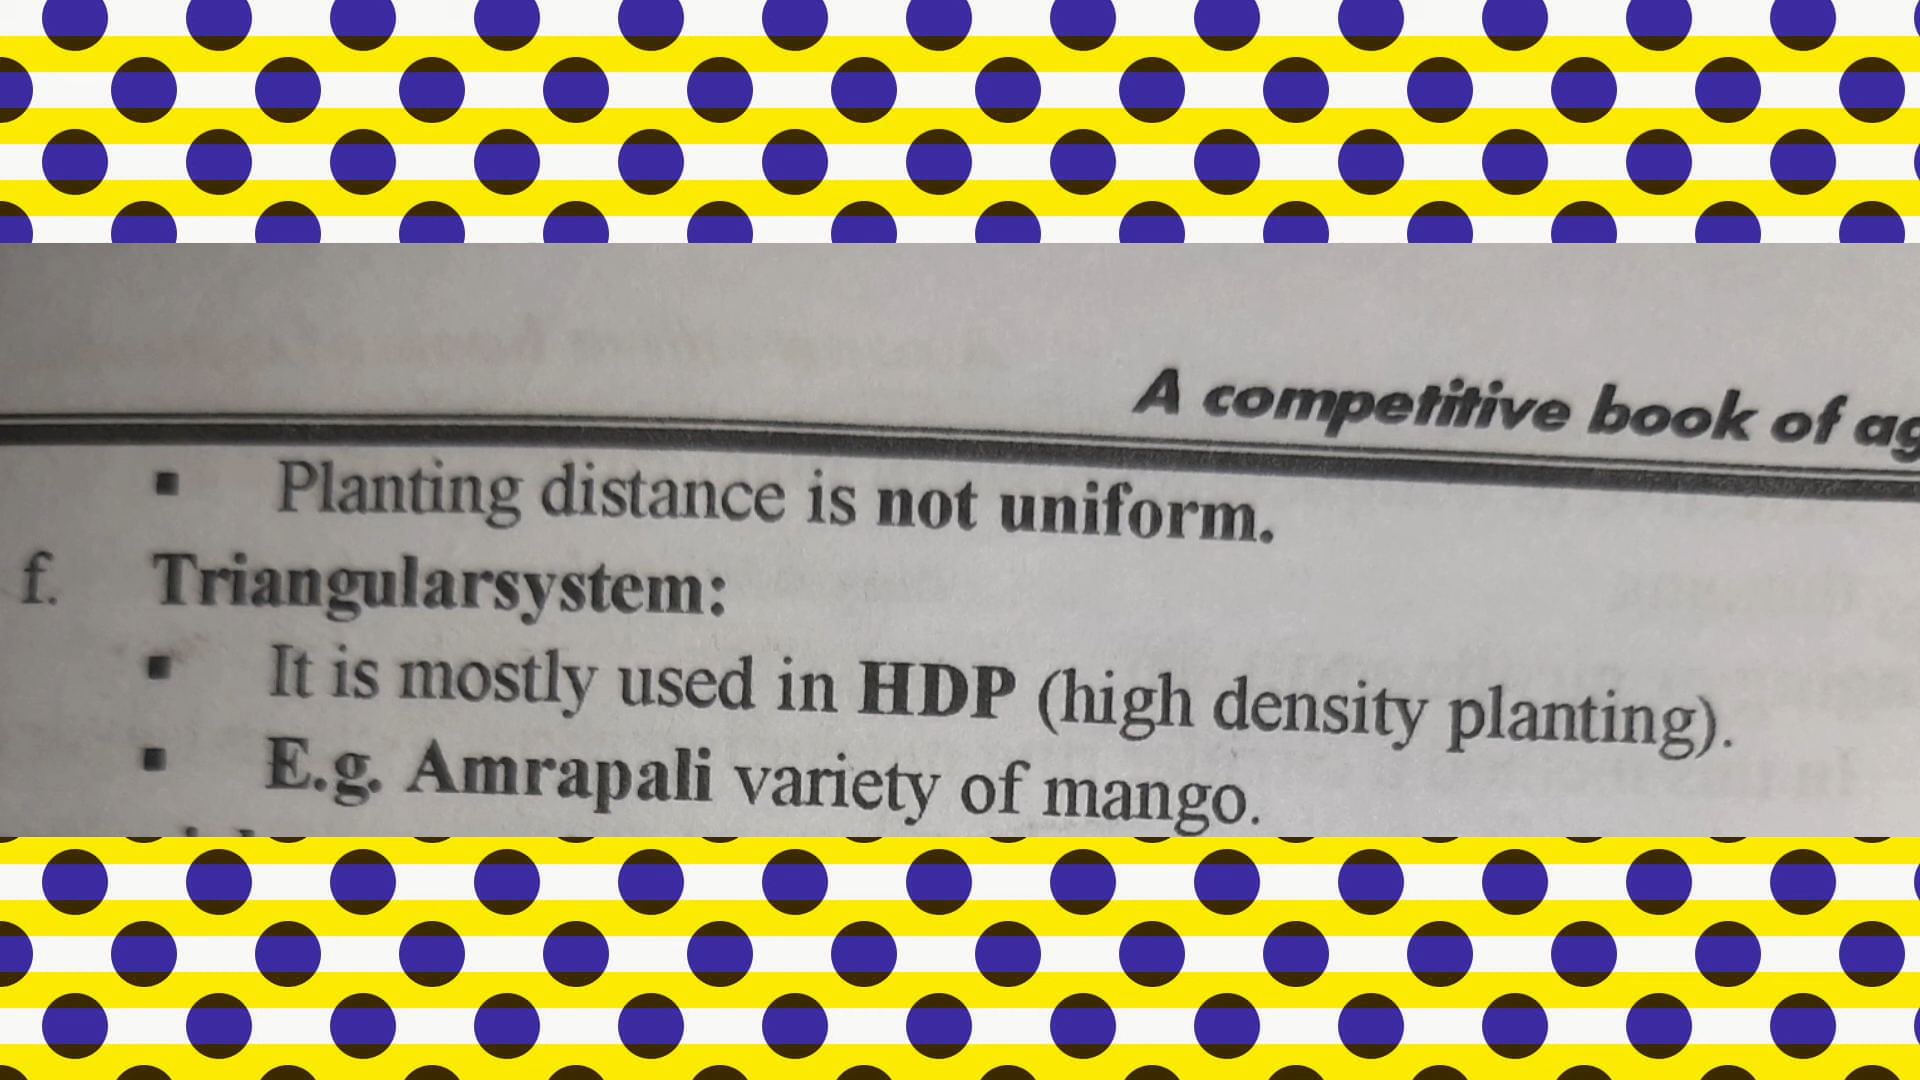 A competitive book of
▪ Planting distance is not uniform.
f. Triangularsystem:
▪ It is mostly used in HDP (high density planting).
▪ E.g. Amrapali variety of mango.